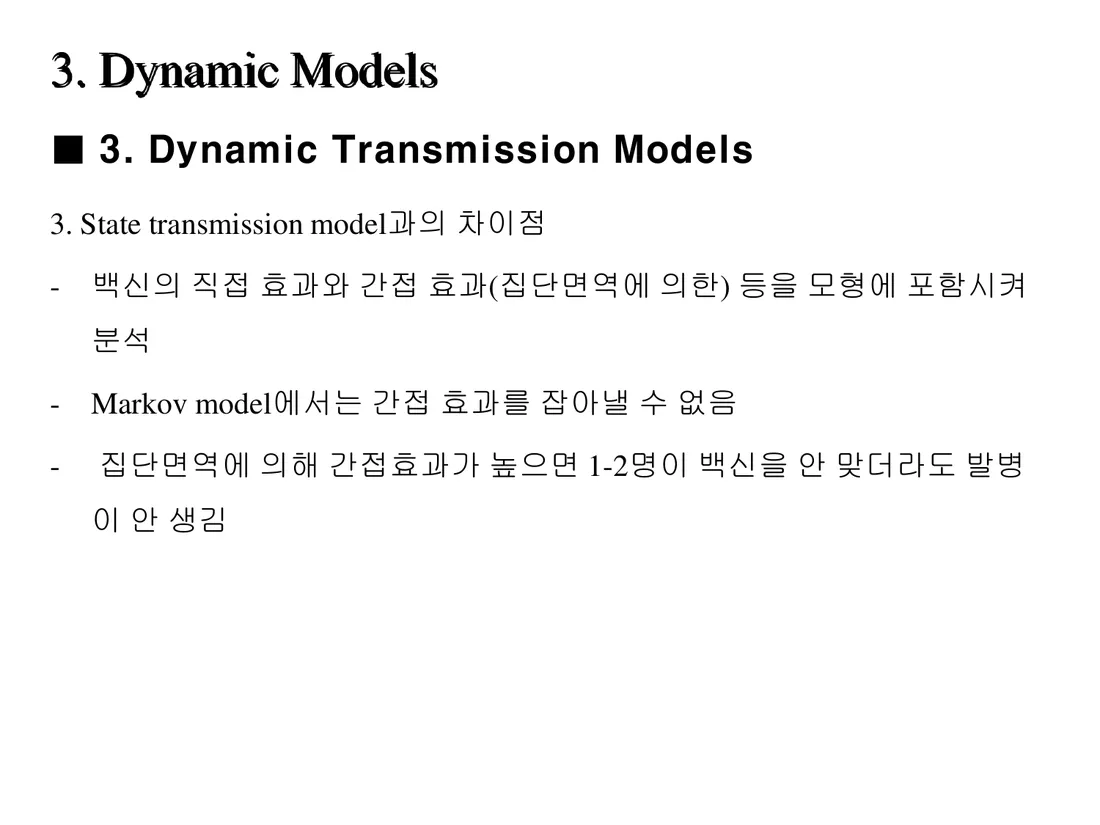 3. Dynamic Models
■ 3. Dynamic Transmission Models
3. State transmission model과의 차이점
- 백신의 직접 효과와 간접 효과(집단면역에 의한) 등을 모형에 포함시켜
분석
- Markov model에서는 간접 효과를 잡아낼 수 없음
- 집단면역에 의해 간접효과가 높으면 1-2명이 백신을 안 맞더라도 발병
이 안 생김